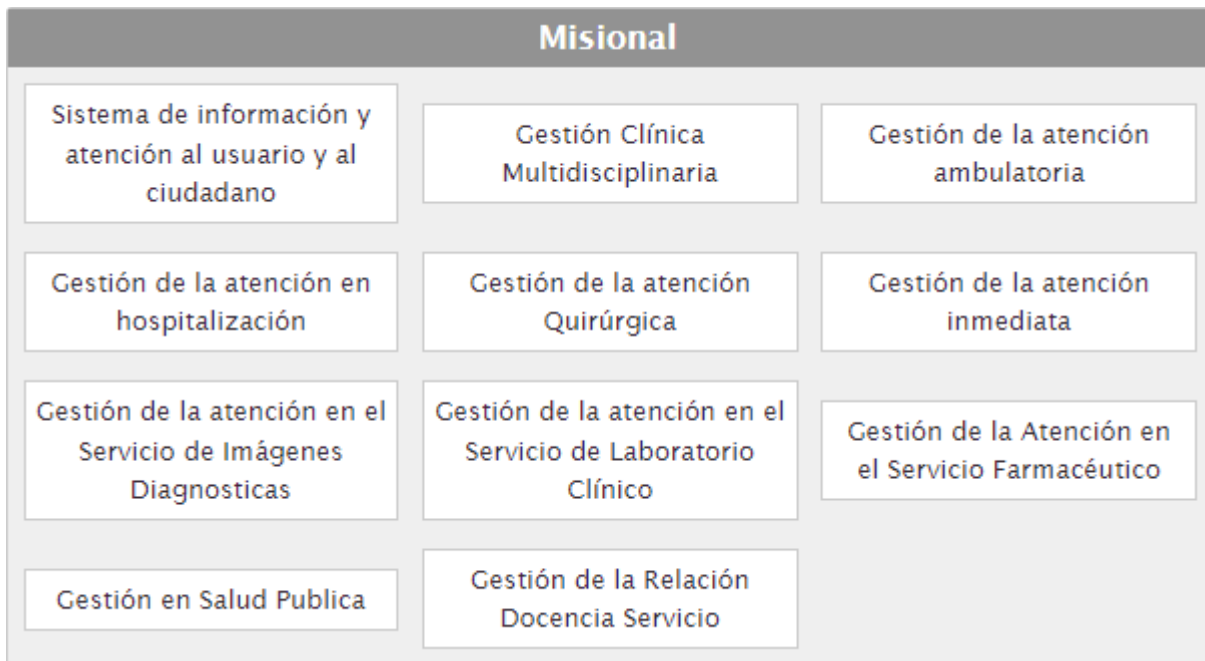 Misional
Sistema de información y
atención al usuario y al
ciudadano
Gestión Clínica
Multidisciplinaria
Gestión de la atención
ambulatoria
Gestión de la atención en
hospitalización
Gestión de la atención
Quirúrgica
Gestión de la atención
inmediata
Gestión de la atención en el
Servicio de Imágenes
Diagnosticas
Gestión de la atención en el
Servicio de Laboratorio
Clínico
Gestión de la Atención en
el Servicio Farmacéutico
Gestión en Salud Publica
Gestión de la Relación
Docencia Servicio